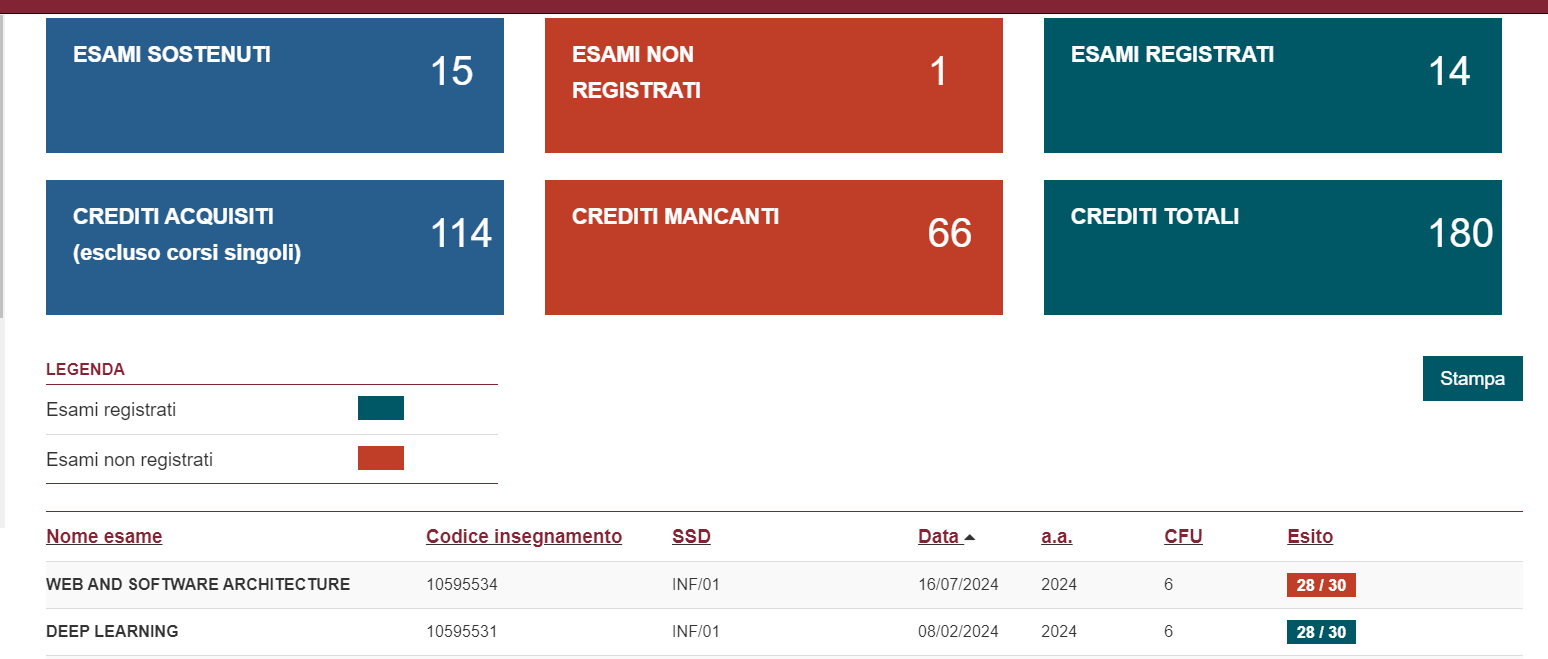 ESAMI SOSTENUTI 15
ESAMI NON
REGISTRATI 1
ESAMI REGISTRATI 14
CREDITI ACQUISITI
(escluso corsi singoli) 114
CREDITI MANCANTI 66
CREDITI TOTALI 180
LEGENDA
Stampa
Esami registrati
Esami non registrati
Nome esame Codice insegnamento SSD Data a.a. CFU Esito
WEB AND SOFTWARE ARCHITECTURE 10595534 INF/01 16/07/2024 2024 6 28 / 30
DEEP LEARNING 10595531 INF/01 08/02/2024 2024 6 28 / 30